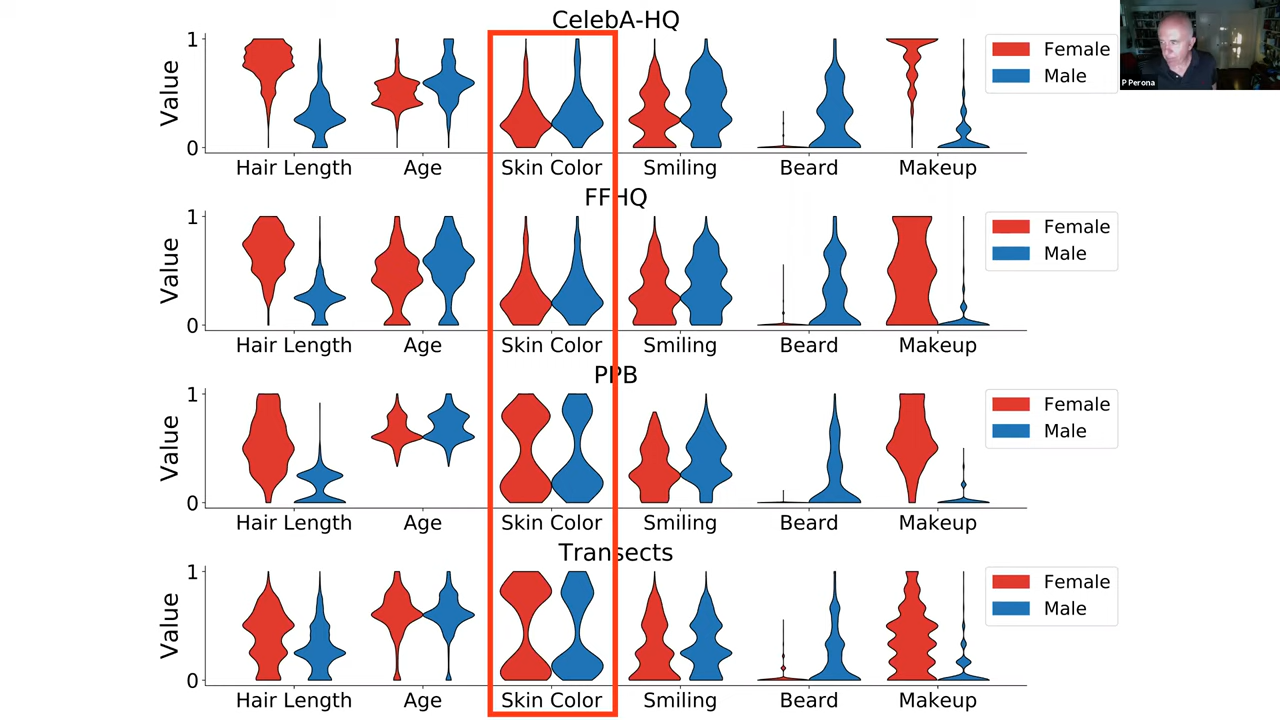 CelebA-HQ
P Perona
1
Value
0
Female
Male
Hair Length Age Skin Color Smiling Beard Makeup
FFHQ
1
Value
0
Female
Male
Hair Length Age Skin Color Smiling Beard Makeup
PPB
1
Value
0
Female
Male
Hair Length Age Skin Color Smiling Beard Makeup
Transects
1
Value
0
Female
Male
Hair Length Age Skin Color Smiling Beard Makeup